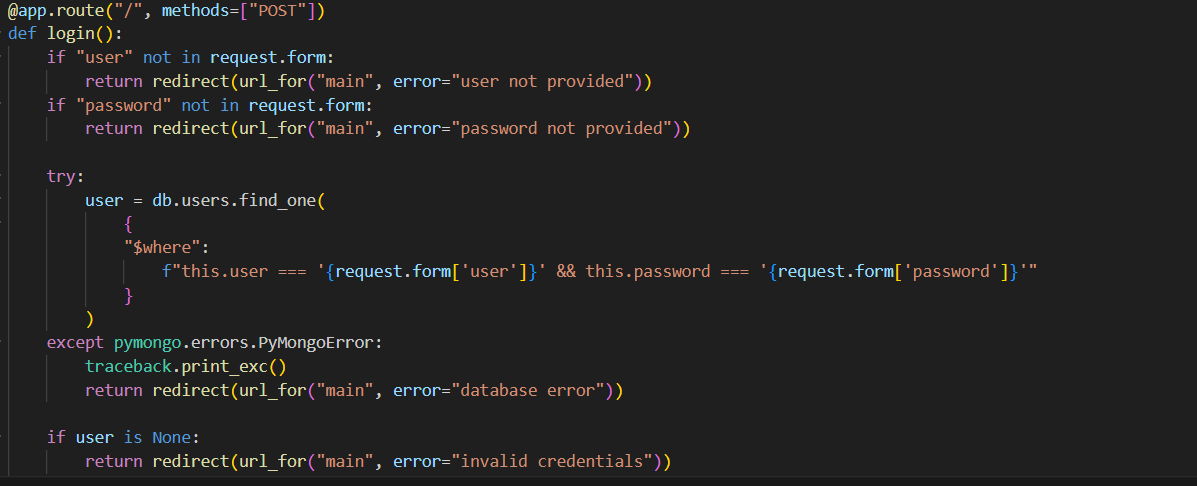 @app.route("/", methods=["POST"])
def login():
    if "user" not in request.form:
        return redirect(url_for("main", error="user not provided"))
    if "password" not in request.form:
        return redirect(url_for("main", error="password not provided"))

    try:
        user = db.users.find_one(
            {
            "$where":
                f"this.user === '{request.form['user']}' && this.password === '{request.form['password']}'"
            }
        )
    except pymongo.errors.PyMongoError:
        traceback.print_exc()
        return redirect(url_for("main", error="database error"))

    if user is None:
        return redirect(url_for("main", error="invalid credentials"))